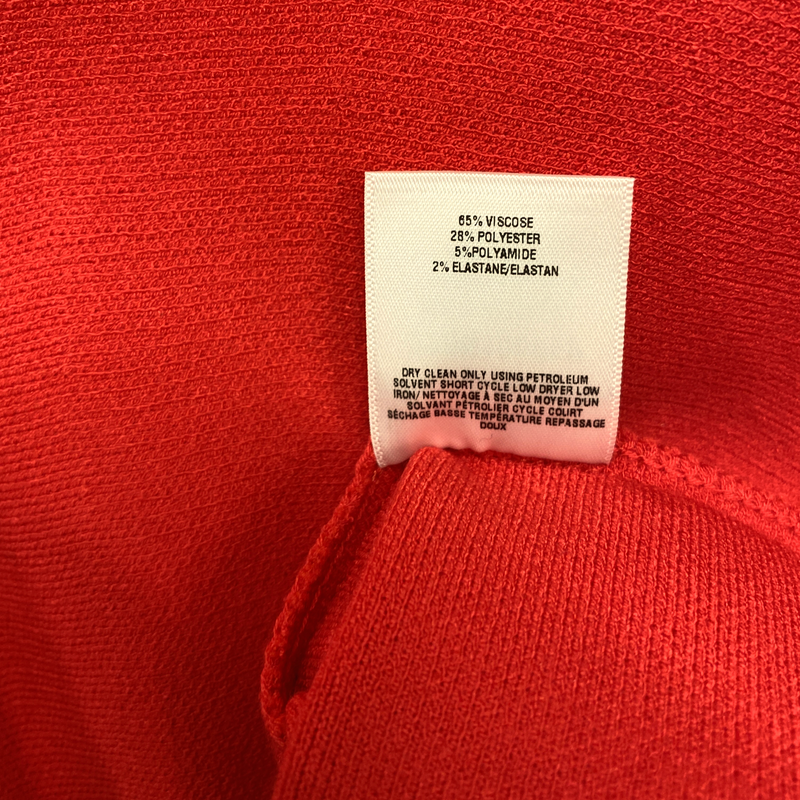 65% VISCOSE
28% POLYESTER
5%POLYAMIDE
2% ELASTANE/ELASTAN
DRY CLEAN ONLY USING PETROLEUM
SOLVENT SHORT CYCLE LOW DRYER LOW
IRON/ NETTOYAGE À SEC AU MOYEN D'UN
SOLVANT PÉTROLIER CYCLE COURT
SÉCHAGE BASSE TEMPÉRATURE REPASSAGE
DOUX